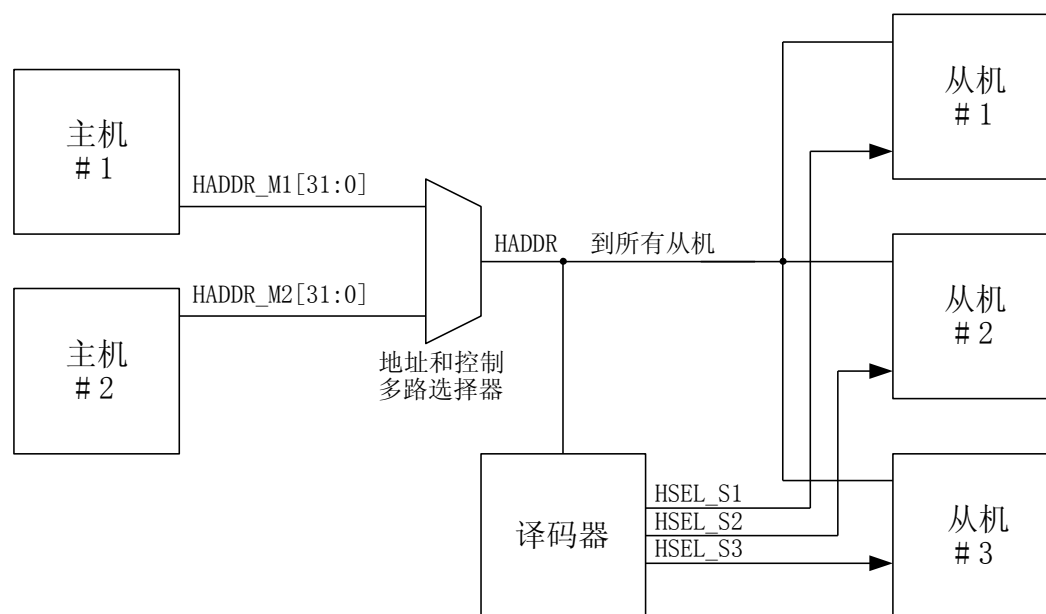 主机
#1
HADDR_M1[31:0]
主机
#2
HADDR_M2[31:0]
地址和控制
多路选择器
HADDR
到所有从机
译码器
HSEL_S1
HSEL_S2
HSEL_S3
从机
#1
从机
#2
从机
#3